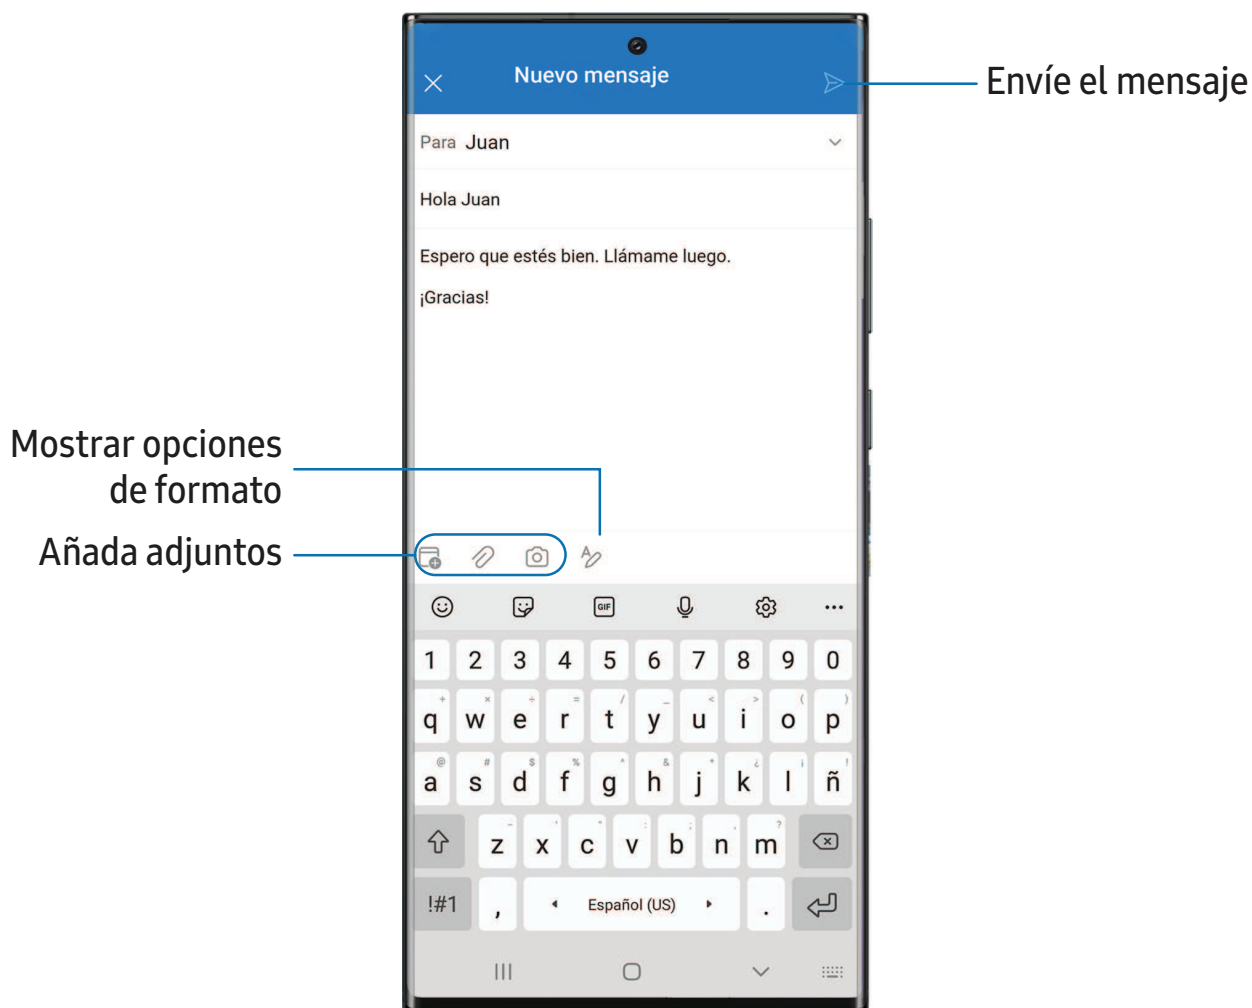 Nuevo mensaje
Envíe el mensaje
Para Juan
Hola Juan
Espero que estés bien. Llámame luego.
¡Gracias!
Mostrar opciones
de formato
Añada adjuntos
GIF
1 2 3 4 5 6 7 8 9 0
+ × ÷ = / _ < > ( )
q w e r t y u i o p
@ # $ % ^ & * ¿ ¡ !
a s d f g h j k l ñ
- ' " : ; , ?
z x c v b n m
!#1 , Español (US) .